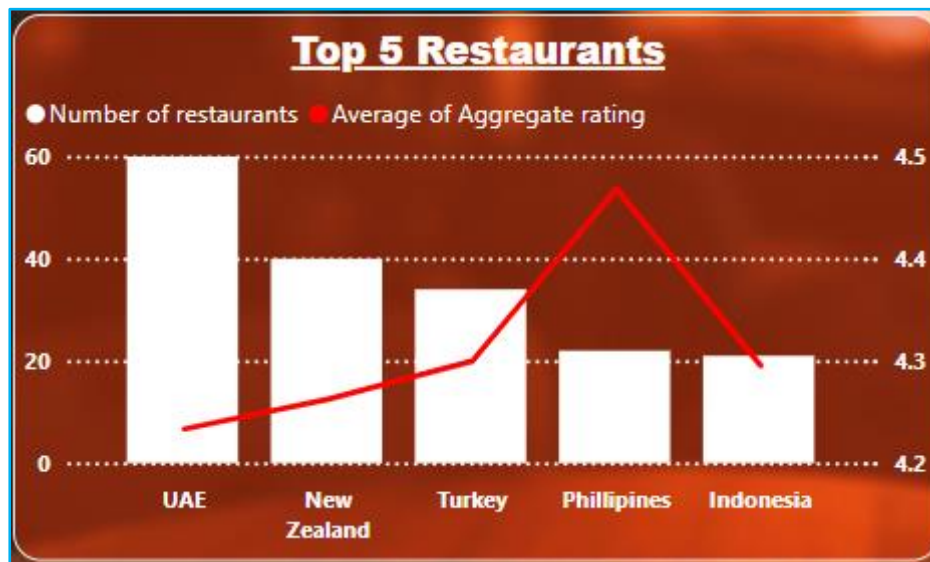 Top 5 Restaurants
Number of restaurants Average of Aggregate rating
60 4.5
40 4.4
20 4.3
0 4.2
UAE New Zealand Turkey Phillipines Indonesia